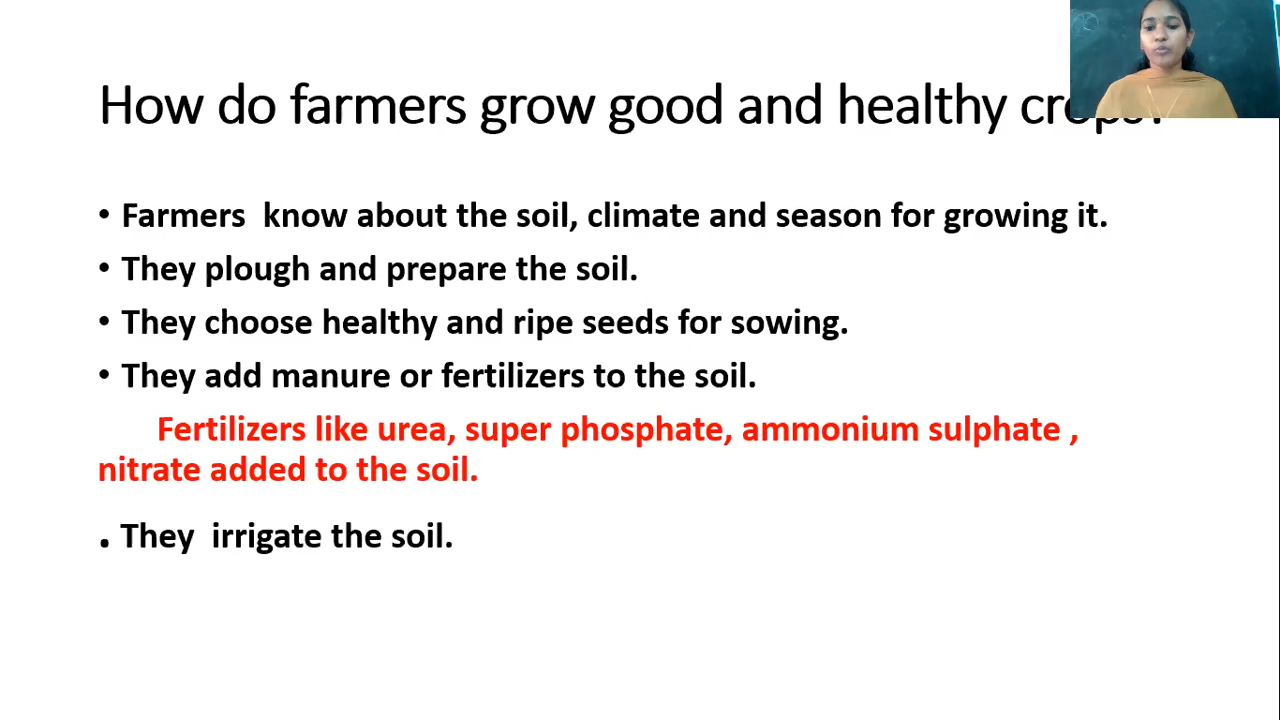 How do farmers grow good and healthy crops?
• Farmers know about the soil, climate and season for growing it.
• They plough and prepare the soil.
• They choose healthy and ripe seeds for sowing.
• They add manure or fertilizers to the soil.
Fertilizers like urea, super phosphate, ammonium sulphate ,
nitrate added to the soil.
. They irrigate the soil.